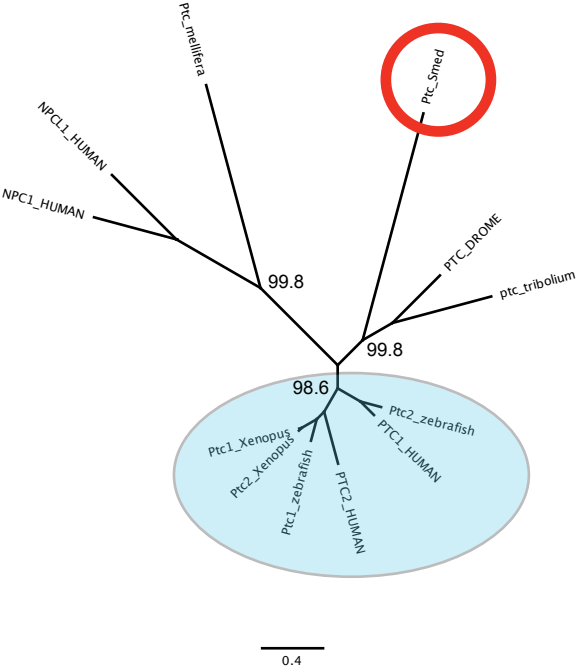 Ptc_mellifera
Ptc_Smed
NPCL1_HUMAN
NPC1_HUMAN
PTC_DROME
ptc_tribolium
99.8
99.8
98.6
Ptc2_zebrafish
PTC1_HUMAN
Ptc1_Xenopus
Ptc2_Xenopus
Ptc1_zebrafish
PTC2_HUMAN
0.4